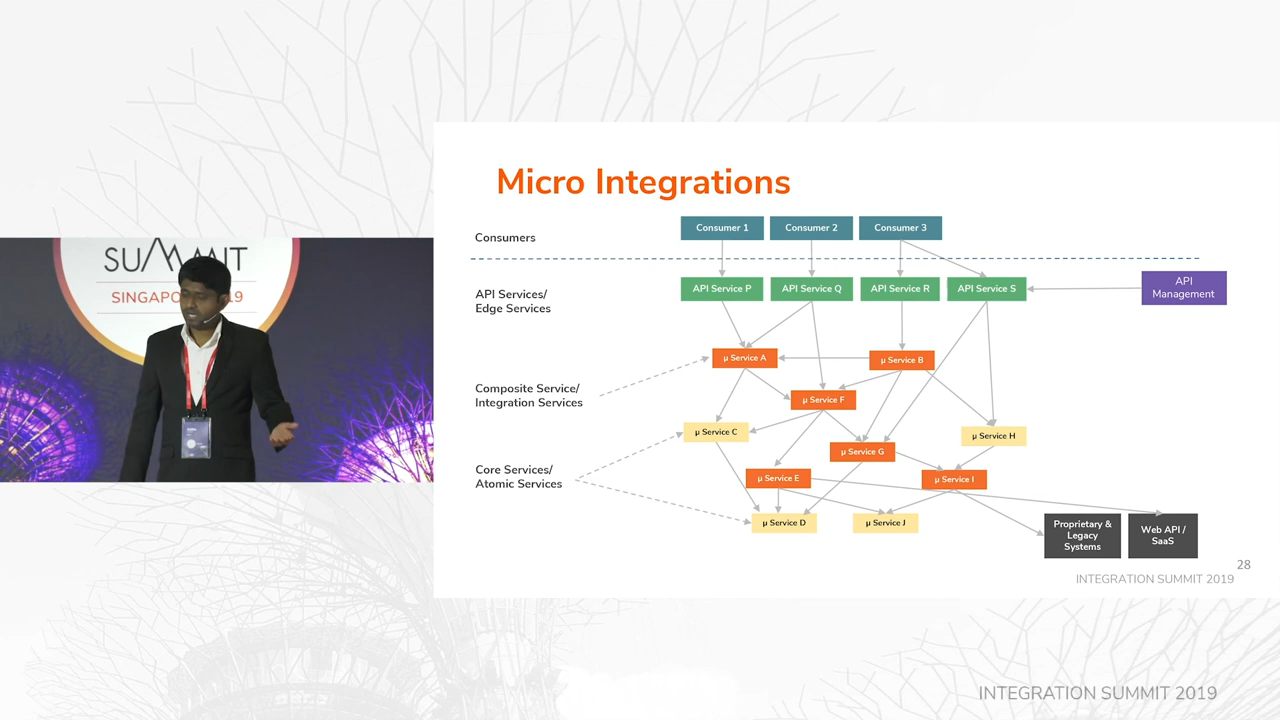 SUMMIT
SINGAPO 19
Micro Integrations
Consumers
Consumer 1
Consumer 2
Consumer 3
API Services/
Edge Services
API Service P
API Service Q
API Service R
API Service S
API
Management
µ Service A
µ Service B
Composite Service/
Integration Services
µ Service F
µ Service C
µ Service H
µ Service G
Core Services/
Atomic Services
µ Service E
µ Service I
µ Service D
µ Service J
Proprietary &
Legacy
Systems
Web API /
SaaS
28
INTEGRATION SUMMIT 2019
INTEGRATION SUMMIT 2019